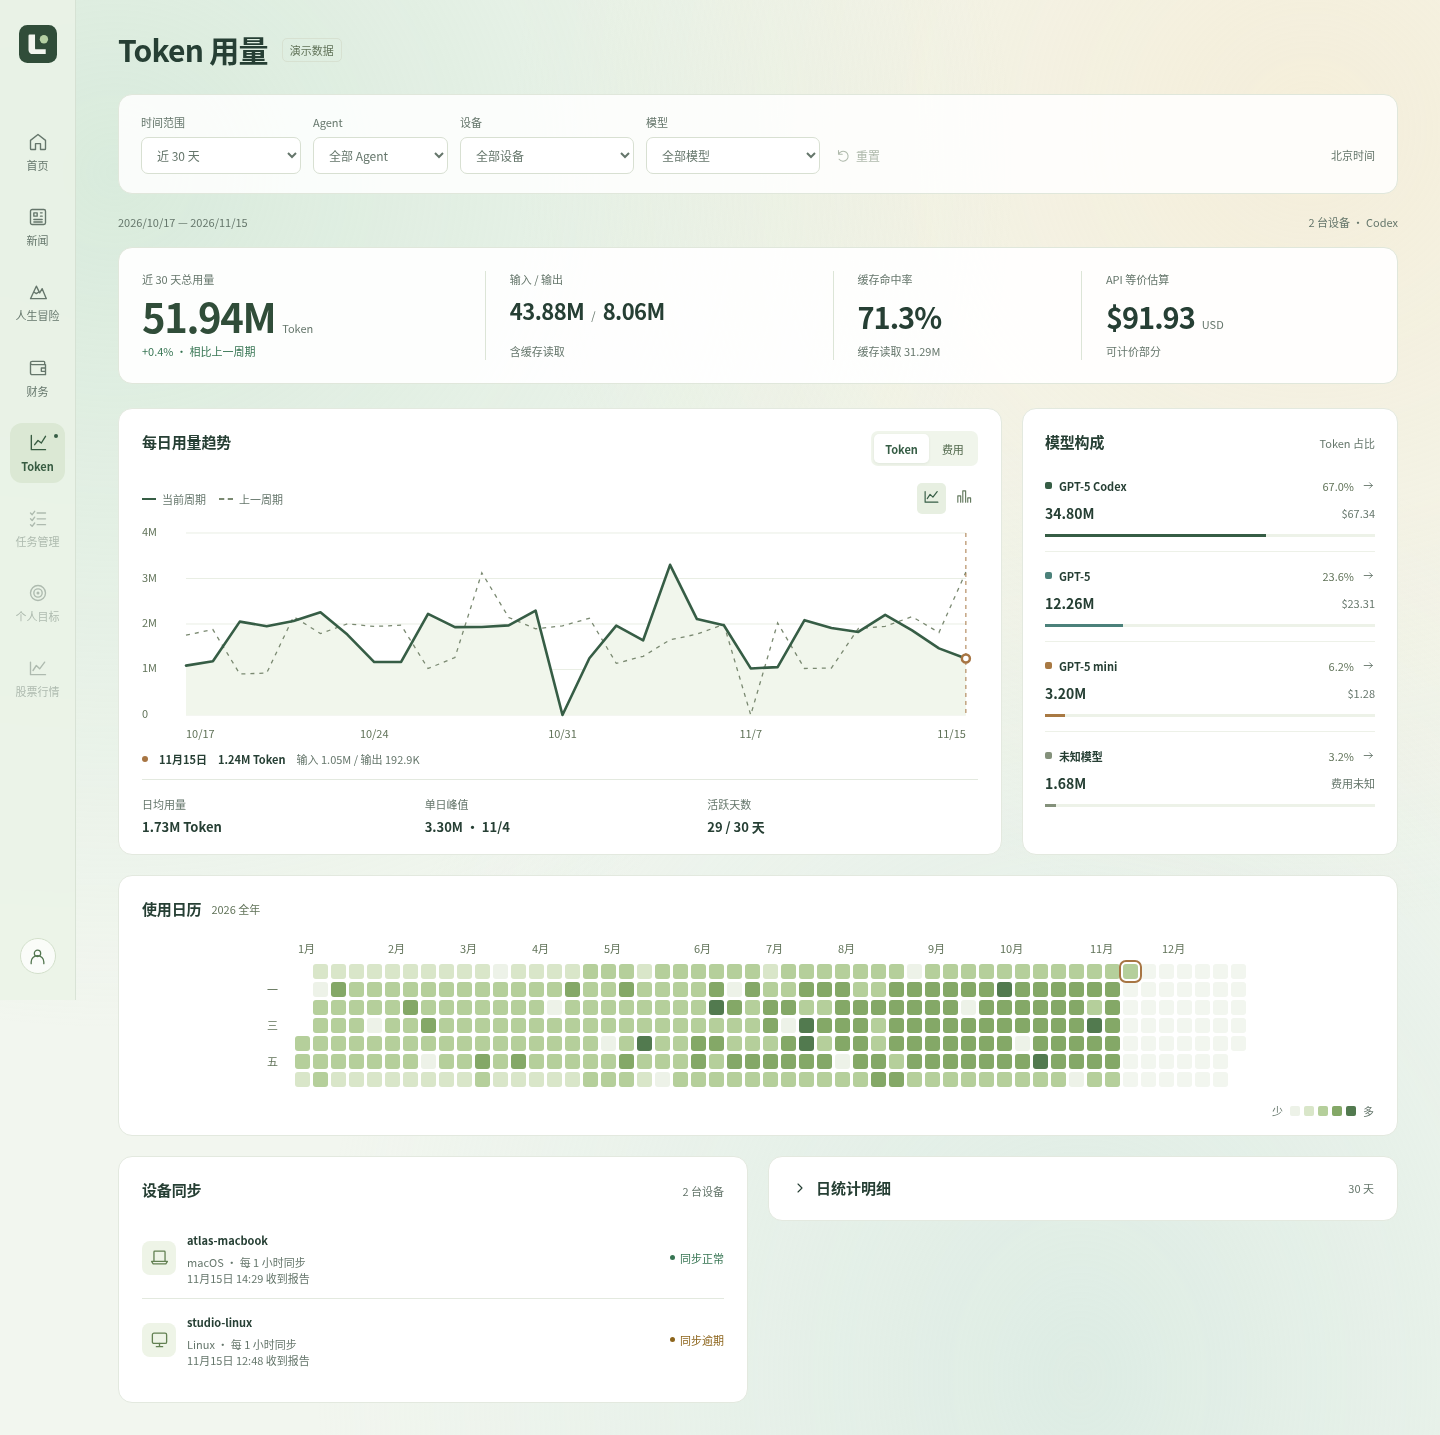 Token 用量
演示数据
首页
新闻
人生冒险
财务
Token
任务管理
个人目标
股票行情
时间范围
Agent
设备
模型
近 30 天
全部 Agent
全部设备
全部模型
重置
北京时间
2026/10/17 — 2026/11/15
2 台设备 · Codex
近 30 天总用量
51.94M Token
+0.4% · 相比上一周期
输入 / 输出
43.88M / 8.06M
含缓存读取
缓存命中率
71.3%
缓存读取 31.29M
API 等价估算
$91.93 USD
可计价部分
每日用量趋势
Token
费用
当前周期
上一周期
4M
3M
2M
1M
0
10/17
10/24
10/31
11/7
11/15
11月15日 1.24M Token 输入 1.05M / 输出 192.9K
日均用量
1.73M Token
单日峰值
3.30M · 11/4
活跃天数
29 / 30 天
模型构成
Token 占比
GPT-5 Codex
67.0% →
34.80M
$67.34
GPT-5
23.6% →
12.26M
$23.31
GPT-5 mini
6.2% →
3.20M
$1.28
未知模型
3.2% →
1.68M
费用未知
使用日历 2026 全年
1月
2月
3月
4月
5月
6月
7月
8月
9月
10月
11月
12月
一
三
五
少
多
设备同步
2 台设备
atlas-macbook
macOS · 每 1 小时同步
11月15日 14:29 收到报告
同步正常
studio-linux
Linux · 每 1 小时同步
11月15日 12:48 收到报告
同步逾期
日统计明细
30 天